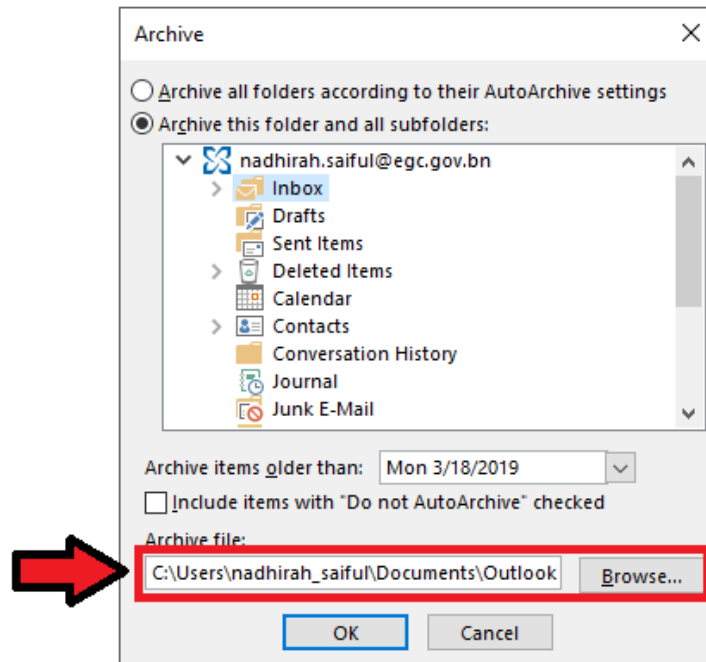 Archive
Archive all folders according to their AutoArchive settings
Archive this folder and all subfolders:
nadhirah.saiful@egc.gov.bn
Inbox
Drafts
Sent Items
Deleted Items
Calendar
Contacts
Conversation History
Journal
Junk E-Mail
Archive items older than: Mon 3/18/2019
Include items with "Do not AutoArchive" checked
Archive file:
C:\Users\nadhirah_saiful\Documents\Outlook Browse...
OK Cancel